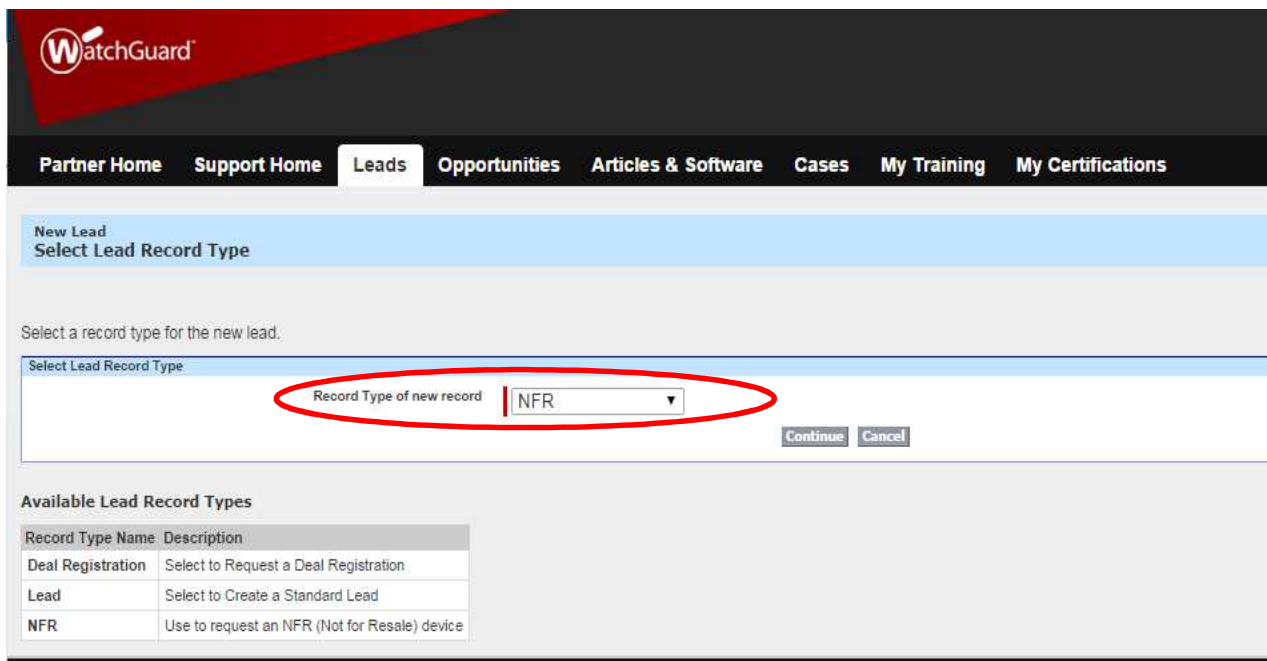 WatchGuard
Partner Home Support Home Leads Opportunities Articles & Software Cases My Training My Certifications
New Lead
Select Lead Record Type
Select a record type for the new lead.
Select Lead Record Type
Record Type of new record NFR
Continue Cancel
Available Lead Record Types
Record Type Name Description
Deal Registration Select to Request a Deal Registration
Lead Select to Create a Standard Lead
NFR Use to request an NFR (Not for Resale) device